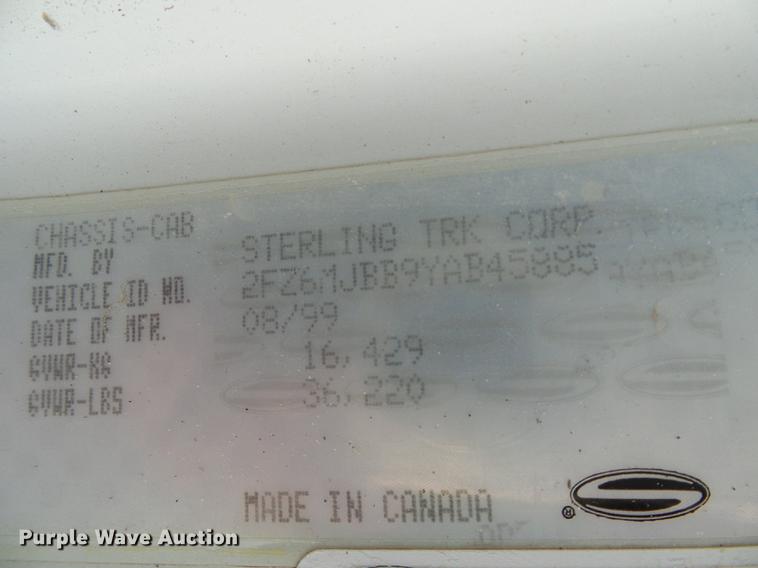 CHASSIS-CAB
MFD. BY STERLING TRK CORP.
VEHICLE ID NO. 2FZ6MJBB9YAB45885
DATE OF MFR. 08/99
GVWR-KG 16,429
GVWR-LBS 36,220
MADE IN CANADA
®
Purple Wave Auction